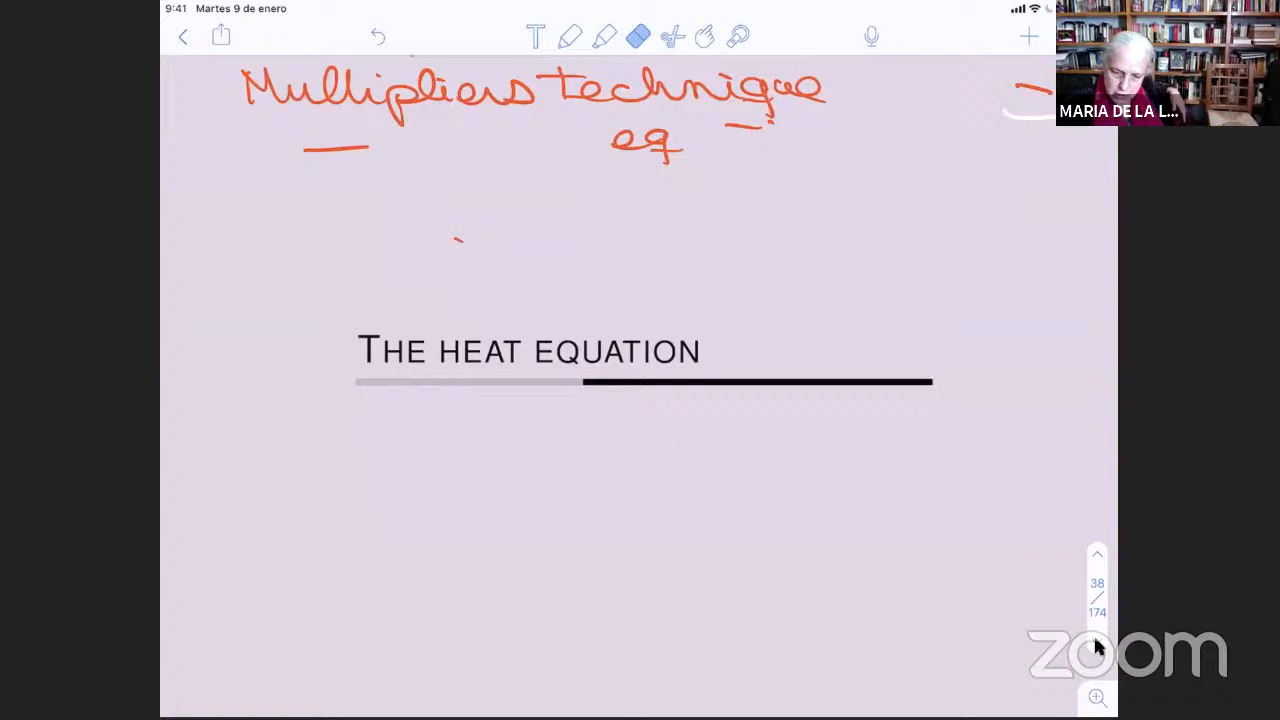 9:41 Martes 9 de enero
MARIA DE LA L...
Multipliers technique
eq
THE HEAT EQUATION
38
174
zoom